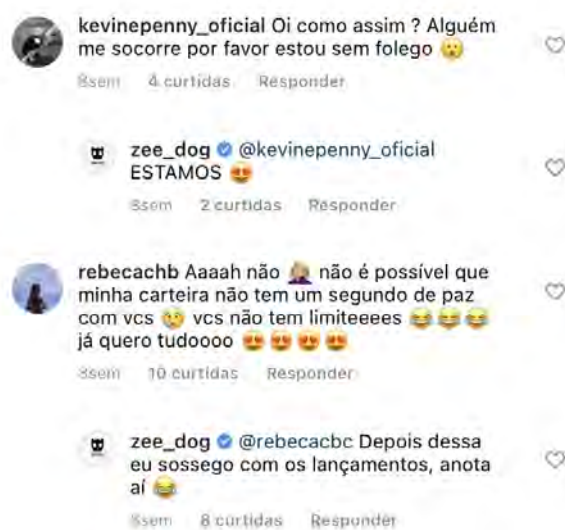 kevinepenny_oficial Oi como assim ? Alguém
me socorre por favor estou sem folego 😮
8sem 4 curtidas Responder
zee_dog @kevinepenny_oficial
ESTAMOS 😍
8sem 2 curtidas Responder
rebecachb Aaaah não 🤦🏼‍♀️ não é possível que
minha carteira não tem um segundo de paz
com vcs 😢 vcs não tem limiteeees 😂😂😂
já quero tudoooo 😍😍😍😍
8sem 10 curtidas Responder
zee_dog @rebecacbc Depois dessa
eu sossego com os lançamentos, anota
aí 😂
8sem 8 curtidas Responder